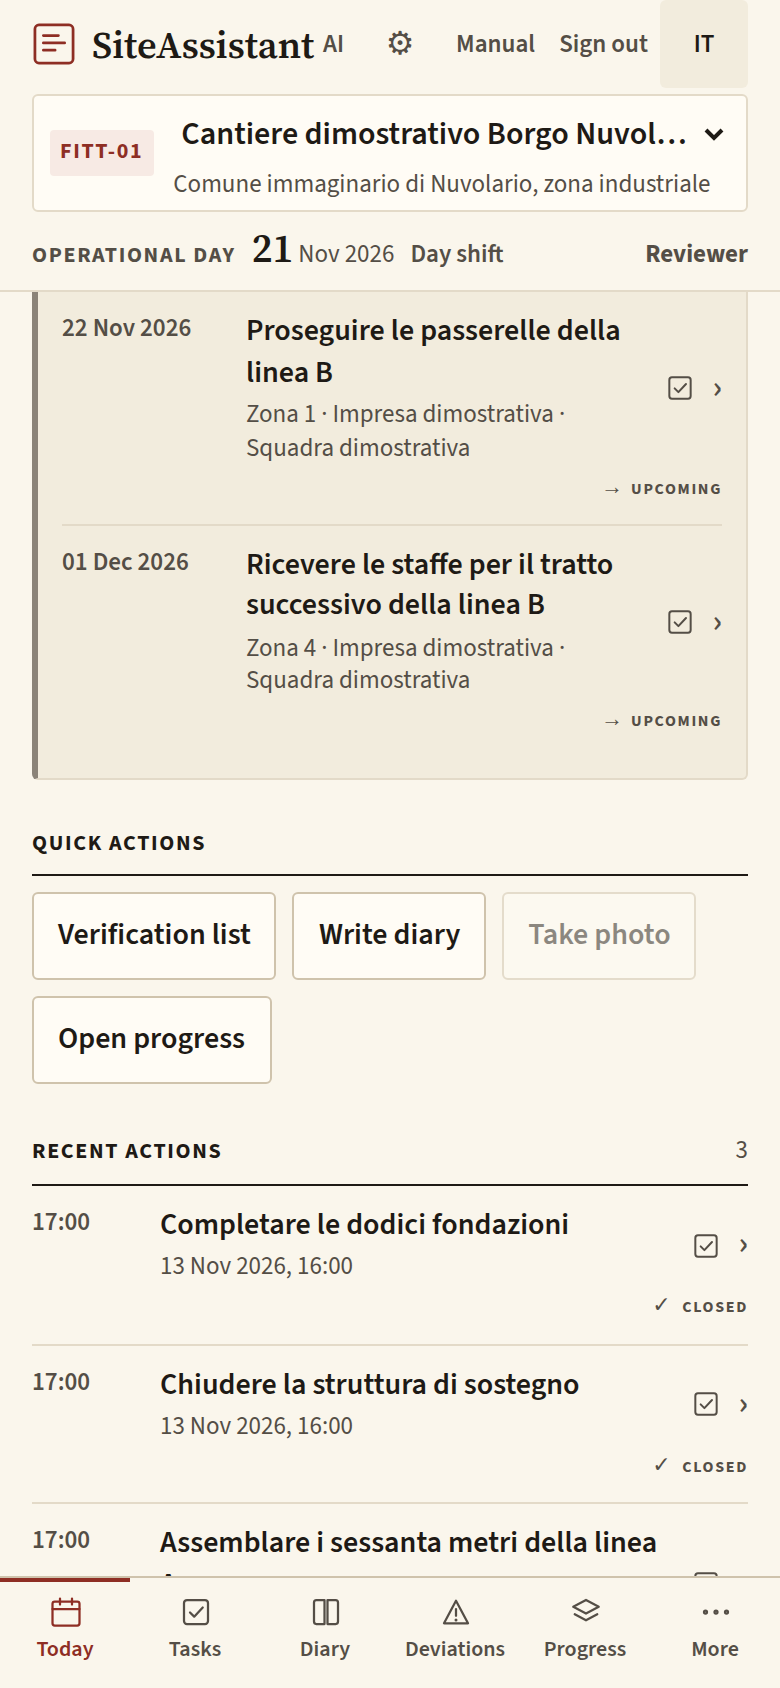 SiteAssistant AI ⚙ Manual Sign out IT
FITT-01 Cantiere dimostrativo Borgo Nuvol…
Comune immaginario di Nuvolario, zona industriale
OPERATIONAL DAY 21 Nov 2026 Day shift Reviewer
22 Nov 2026 Proseguire le passerelle della
linea B
Zona 1 · Impresa dimostrativa ·
Squadra dimostrativa
→ UPCOMING
01 Dec 2026 Ricevere le staffe per il tratto
successivo della linea B
Zona 4 · Impresa dimostrativa ·
Squadra dimostrativa
→ UPCOMING
QUICK ACTIONS
Verification list Write diary Take photo
Open progress
RECENT ACTIONS 3
17:00 Completare le dodici fondazioni
13 Nov 2026, 16:00
✓ CLOSED
17:00 Chiudere la struttura di sostegno
13 Nov 2026, 16:00
✓ CLOSED
17:00 Assemblare i sessanta metri della linea
Today Tasks Diary Deviations Progress More